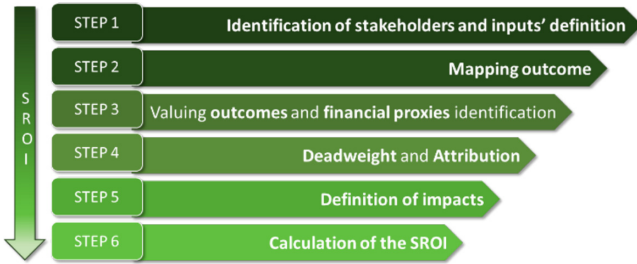 SROI
STEP 1 Identification of stakeholders and inputs' definition
STEP 2 Mapping outcome
STEP 3 Valuing outcomes and financial proxies identification
STEP 4 Deadweight and Attribution
STEP 5 Definition of impacts
STEP 6 Calculation of the SROI